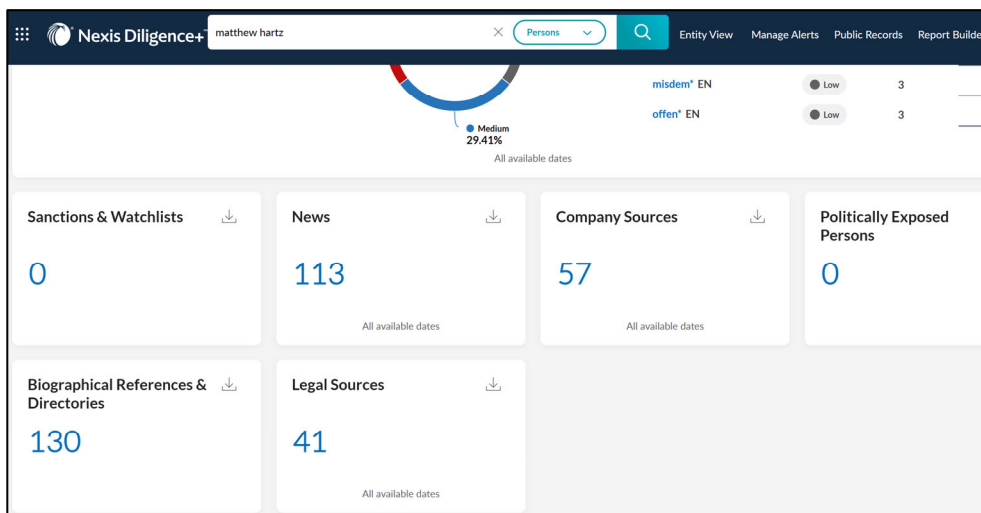 Nexis Diligence+ matthew hartz Persons Entity View Manage Alerts Public Records Report Builde
misdem* EN Low 3
offen* EN Low 3
Medium
29.41%
All available dates
Sanctions & Watchlists
0
News
113
All available dates
Company Sources
57
All available dates
Politically Exposed
Persons
0
Biographical References &
Directories
130
Legal Sources
41
All available dates